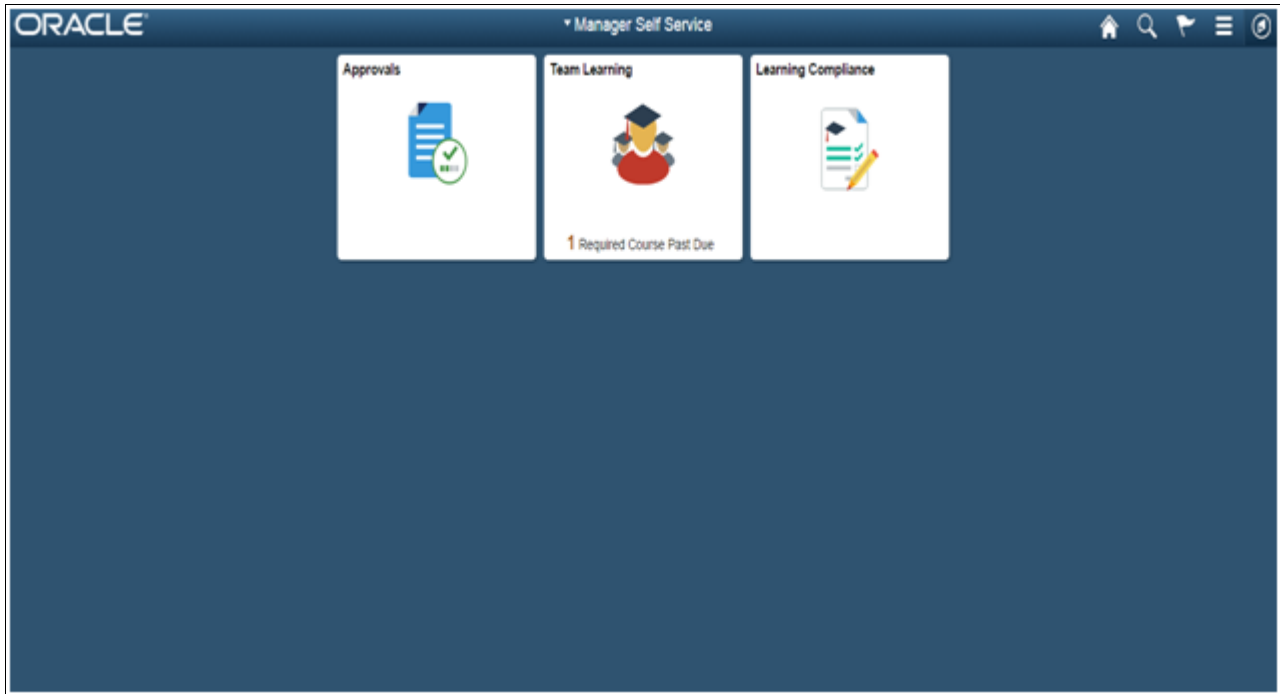 ORACLE
Manager Self Service
Approvals
Team Learning
Learning Compliance
1 Required Course Past Due